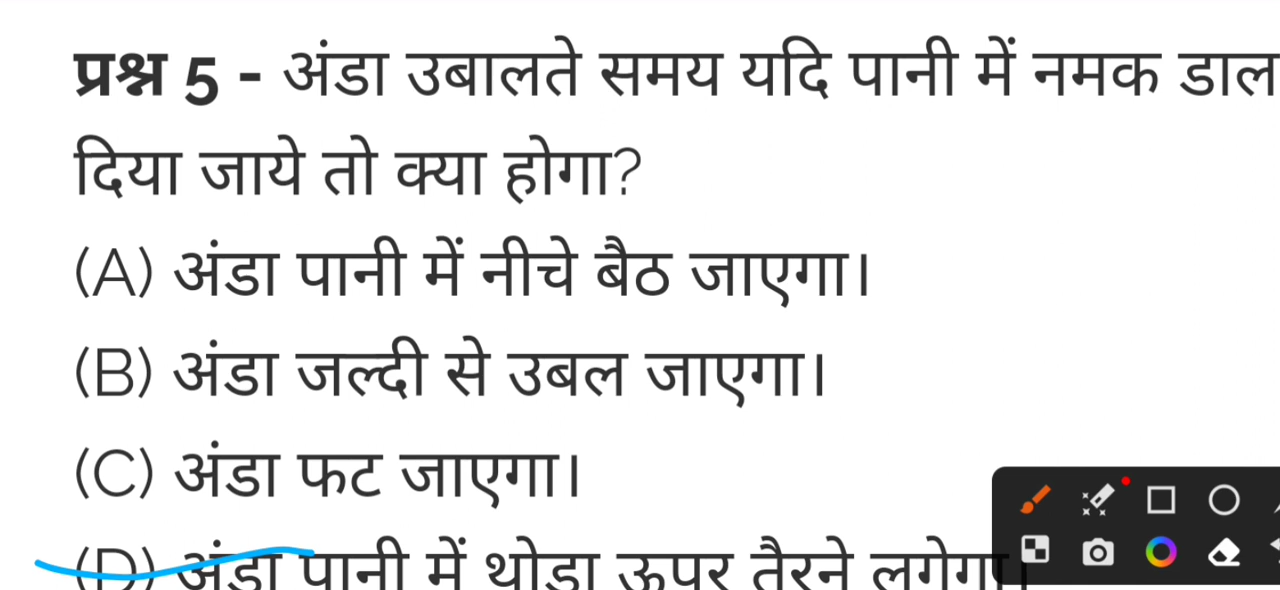 प्रश्न 5 - अंडा उबालते समय यदि पानी में नमक डाल
दिया जाये तो क्या होगा?
(A) अंडा पानी में नीचे बैठ जाएगा।
(B) अंडा जल्दी से उबल जाएगा।
(C) अंडा फट जाएगा।
(D) अंडा पानी में थोडा ऊपर तैरने लगेगा।